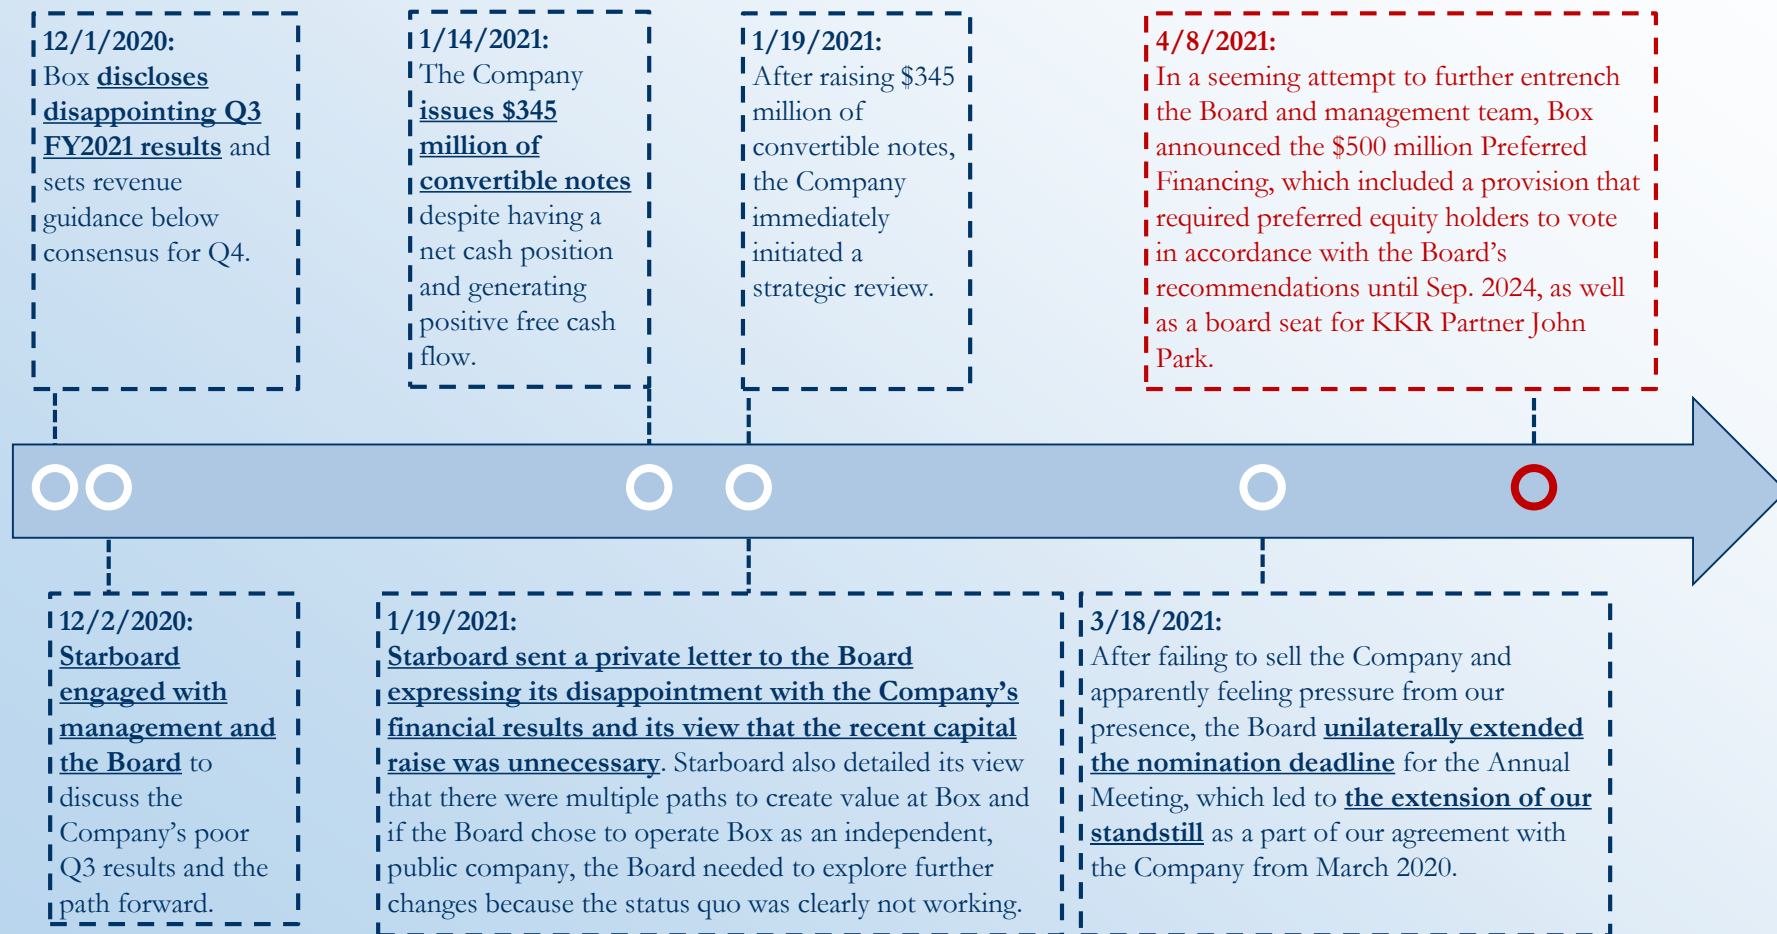 12/1/2020:
Box discloses
disappointing Q3
FY2021 results and
sets revenue
guidance below
consensus for Q4.
1/14/2021:
The Company
issues $345
million of
convertible notes
despite having a
net cash position
and generating
positive free cash
flow.
1/19/2021:
After raising $345
million of
convertible notes,
the Company
immediately
initiated a
strategic review.
4/8/2021:
In a seeming attempt to further entrench
the Board and management team, Box
announced the $500 million Preferred
Financing, which included a provision that
required preferred equity holders to vote
in accordance with the Board’s
recommendations until Sep. 2024, as well
as a board seat for KKR Partner John
Park.
12/2/2020:
Starboard
engaged with
management and
the Board to
discuss the
Company’s poor
Q3 results and the
path forward.
1/19/2021:
Starboard sent a private letter to the Board
expressing its disappointment with the Company’s
financial results and its view that the recent capital
raise was unnecessary. Starboard also detailed its view
that there were multiple paths to create value at Box and
if the Board chose to operate Box as an independent,
public company, the Board needed to explore further
changes because the status quo was clearly not working.
3/18/2021:
After failing to sell the Company and
apparently feeling pressure from our
presence, the Board unilaterally extended
the nomination deadline for the Annual
Meeting, which led to the extension of our
standstill as a part of our agreement with
the Company from March 2020.